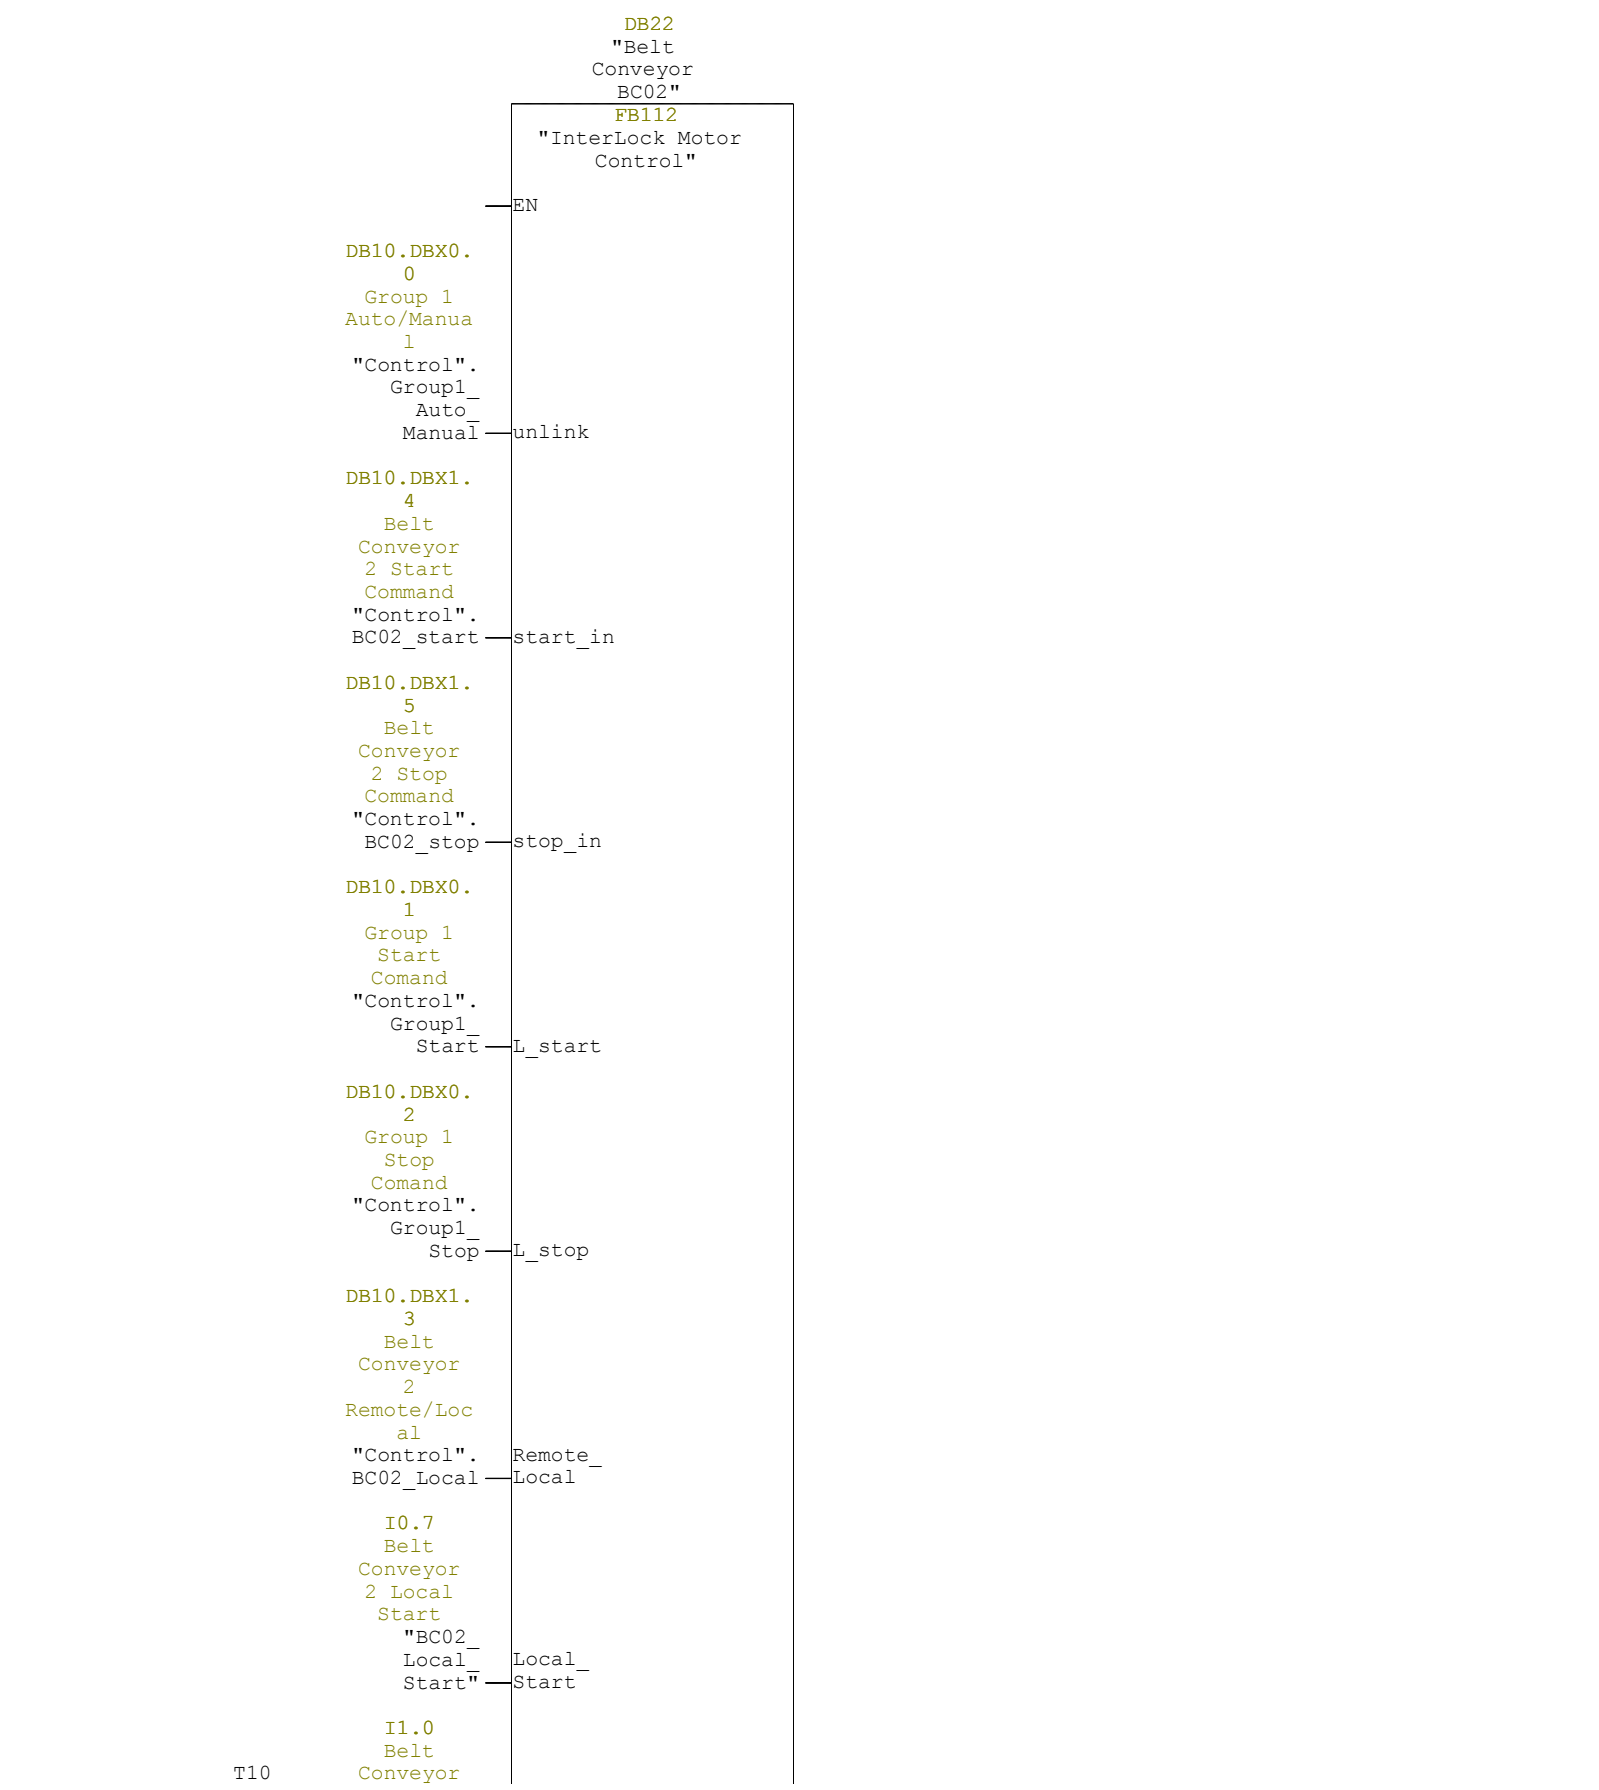 DB22
"Belt
Conveyor
BC02"
FB112
"InterLock Motor
Control"
EN
DB10.DBX0.
0
Group 1
Auto/Manua
l
"Control".
Group1_
Auto_
Manual
unlink
DB10.DBX1.
4
Belt
Conveyor
2 Start
Command
"Control".
BC02_start
start_in
DB10.DBX1.
5
Belt
Conveyor
2 Stop
Command
"Control".
BC02_stop
stop_in
DB10.DBX0.
1
Group 1
Start
Comand
"Control".
Group1_
Start
L_start
DB10.DBX0.
2
Group 1
Stop
Comand
"Control".
Group1_
Stop
L_stop
DB10.DBX1.
3
Belt
Conveyor
2
Remote/Loc
al
"Control".
BC02_Local
Remote_
Local
I0.7
Belt
Conveyor
2 Local
Start
"BC02_
Local_
Start"
Local_
Start
I1.0
Belt
T10
Conveyor